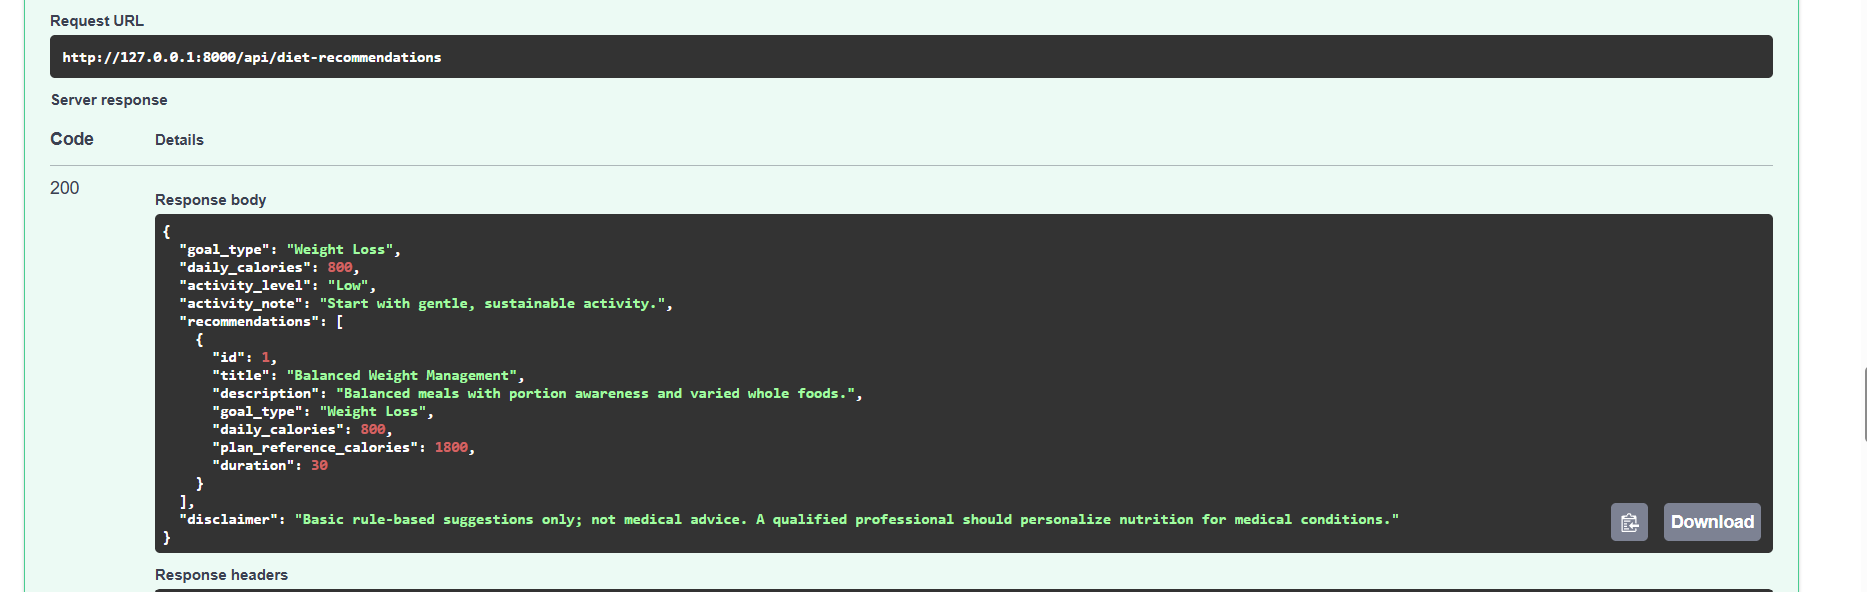 Request URL
http://127.0.0.1:8000/api/diet-recommendations
Server response
Code Details
200
Response body
{
  "goal_type": "Weight Loss",
  "daily_calories": 800,
  "activity_level": "Low",
  "activity_note": "Start with gentle, sustainable activity.",
  "recommendations": [
    {
      "id": 1,
      "title": "Balanced Weight Management",
      "description": "Balanced meals with portion awareness and varied whole foods.",
      "goal_type": "Weight Loss",
      "daily_calories": 800,
      "plan_reference_calories": 1800,
      "duration": 30
    }
  ],
  "disclaimer": "Basic rule-based suggestions only; not medical advice. A qualified professional should personalize nutrition for medical conditions."
}
Download
Response headers